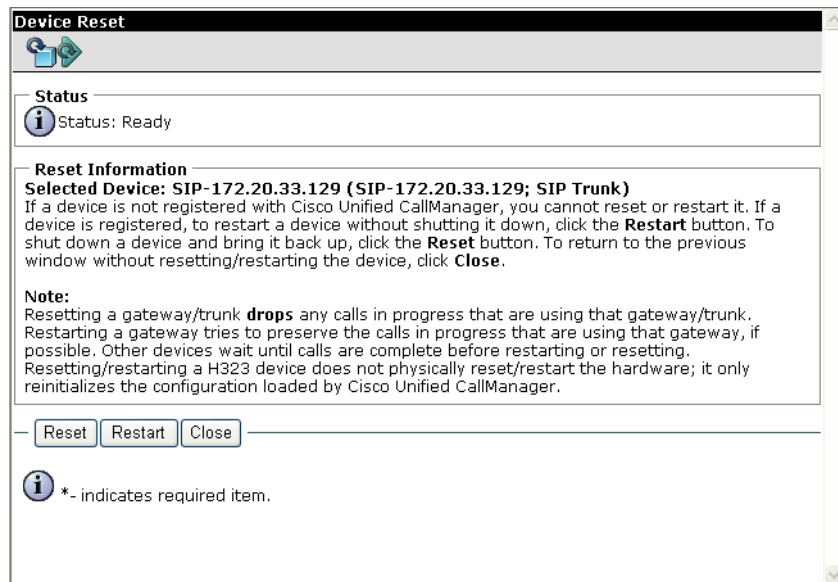 Device Reset
Status
Status: Ready
Reset Information
Selected Device: SIP-172.20.33.129 (SIP-172.20.33.129; SIP Trunk)
If a device is not registered with Cisco Unified CallManager, you cannot reset or restart it. If a
device is registered, to restart a device without shutting it down, click the Restart button. To
shut down a device and bring it back up, click the Reset button. To return to the previous
window without resetting/restarting the device, click Close.
Note:
Resetting a gateway/trunk drops any calls in progress that are using that gateway/trunk.
Restarting a gateway tries to preserve the calls in progress that are using that gateway, if
possible. Other devices wait until calls are complete before restarting or resetting.
Resetting/restarting a H323 device does not physically reset/restart the hardware; it only
reinitializes the configuration loaded by Cisco Unified CallManager.
Reset Restart Close
*- indicates required item.